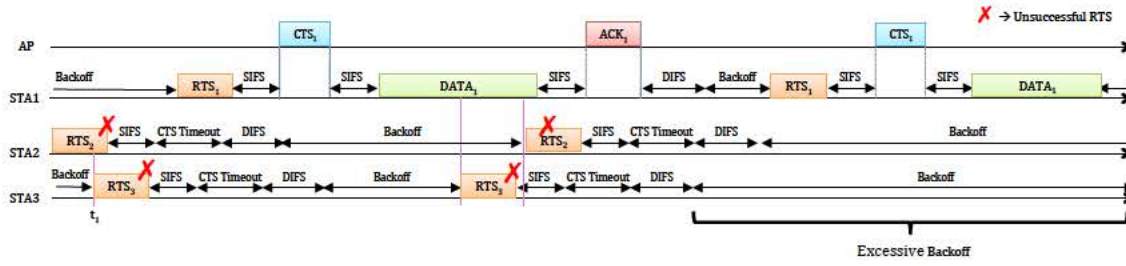 ✗ → Unsuccessful RTS
CTS₁ ACK₁ CTS₁
AP
Backoff RTS₁ SIFS SIFS DATA₁ SIFS DIFS Backoff RTS₁ SIFS SIFS DATA₁
STA1
RTS₂ SIFS CTS Timeout DIFS Backoff RTS₂ SIFS CTS Timeout DIFS Backoff
STA2
Backoff RTS₃ SIFS CTS Timeout DIFS Backoff RTS₃ SIFS CTS Timeout DIFS Backoff
STA3
t₁
Excessive Backoff